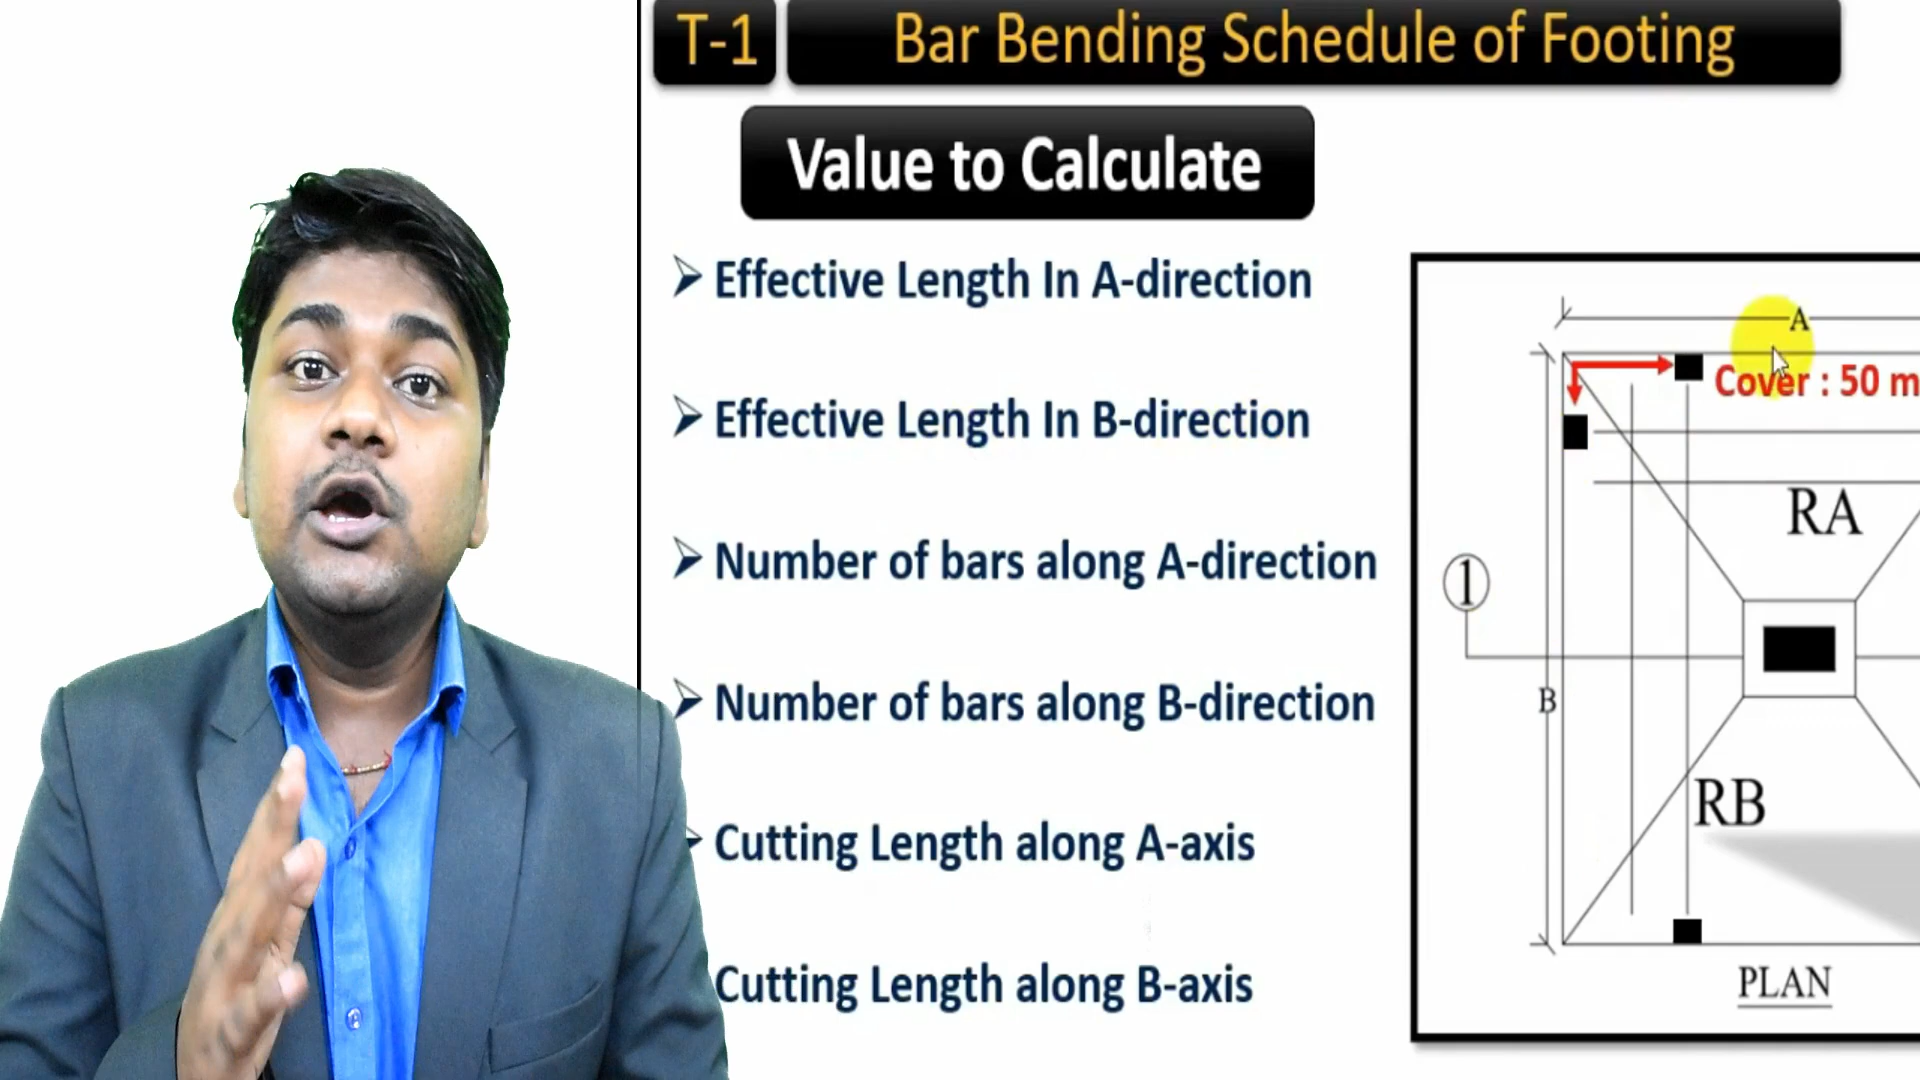 T-1
Bar Bending Schedule of Footing
Value to Calculate
Effective Length In A-direction
Effective Length In B-direction
Number of bars along A-direction
Number of bars along B-direction
Cutting Length along A-axis
Cutting Length along B-axis
A
Cover : 50 m
RA
1
B
RB
PLAN